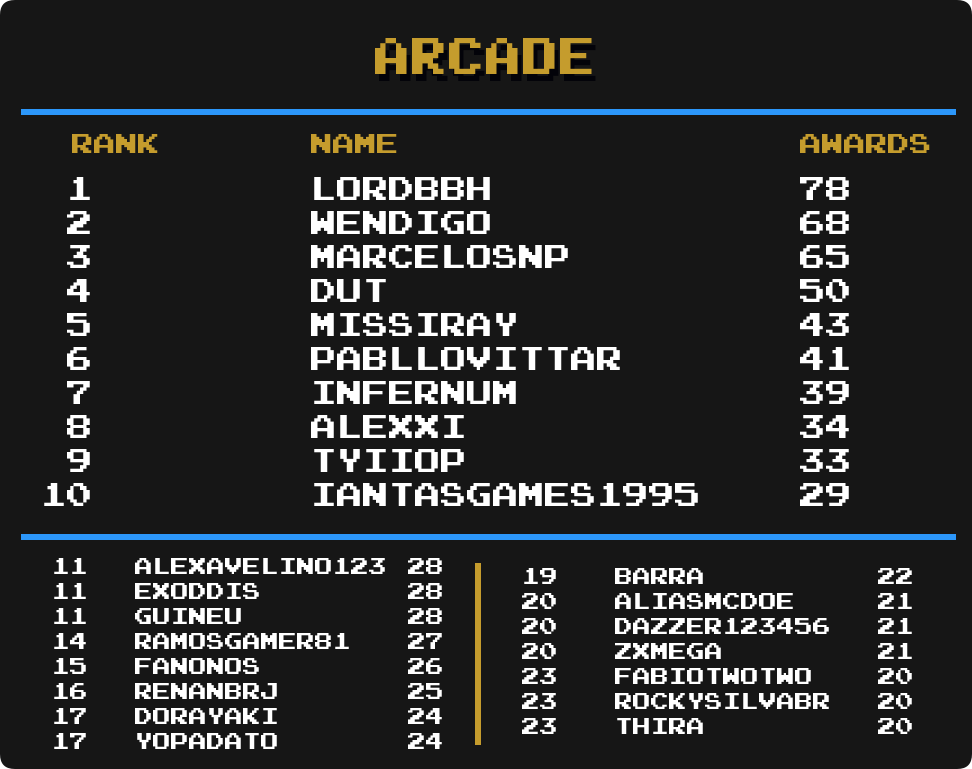 ARCADE
RANK NAME AWARDS
1 LORDBBH 78
2 WENDIGO 68
3 MARCELOSNP 65
4 DUT 50
5 MISSIRAY 43
6 PABLLOVITTAR 41
7 INFERNUM 39
8 ALEXXI 34
9 TYIIOP 33
10 IANTASGAMES1995 29
11 ALEXAVELINO123 28
11 EXODDIS 28
11 GUINEU 28
14 RAMOSGAMER81 27
15 FANONOS 26
16 RENANBRJ 25
17 DORAYAKI 24
17 YOPADATO 24
19 BARRA 22
20 ALIASMCDOE 21
20 DAZZER123456 21
20 ZXMEGA 21
23 FABIOTWOTWO 20
23 ROCKYSILVABR 20
23 THIRA 20